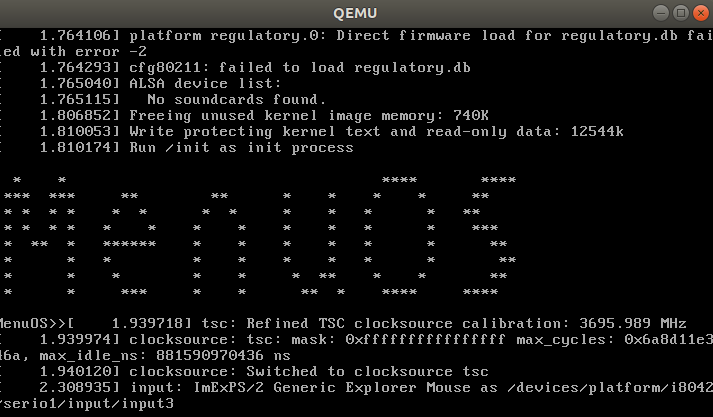 QEMU
[ 1.764106] platform regulatory.0: Direct firmware load for regulatory.db fai
led with error -2
[ 1.764293] cfg80211: failed to load regulatory.db
[ 1.765040] ALSA device list:
[ 1.765115] No soundcards found.
[ 1.806852] Freeing unused kernel image memory: 740K
[ 1.810053] Write protecting kernel text and read-only data: 12544k
[ 1.810174] Run /init as init process
MenuOS
MenuOS>>[ 1.939718] tsc: Refined TSC clocksource calibration: 3695.989 MHz
[ 1.939974] clocksource: tsc: mask: 0xffffffffffffffff max_cycles: 0x6a8d11e3
46a, max_idle_ns: 881590970436 ns
[ 1.940120] clocksource: Switched to clocksource tsc
[ 2.308935] input: ImExPS/2 Generic Explorer Mouse as /devices/platform/i8042
/serio1/input/input3